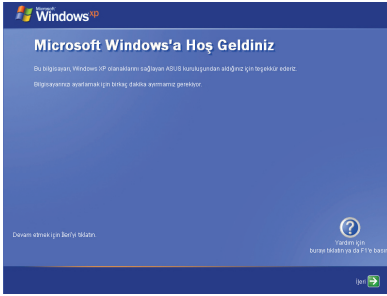 Microsoft
Windows xp
Microsoft Windows'a Hoş Geldiniz
Bu bilgisayarı, Windows XP olanaklarını sağlayan ASUS kuruluşundan aldığınız için teşekkür ederiz.
Bilgisayarınızı ayarlamak için birkaç dakika ayırmamız gerekiyor.
Devam etmek için İleri'yi tıklatın.
Yardım için
burayı tıklatın ya da F1'e basın
İleri